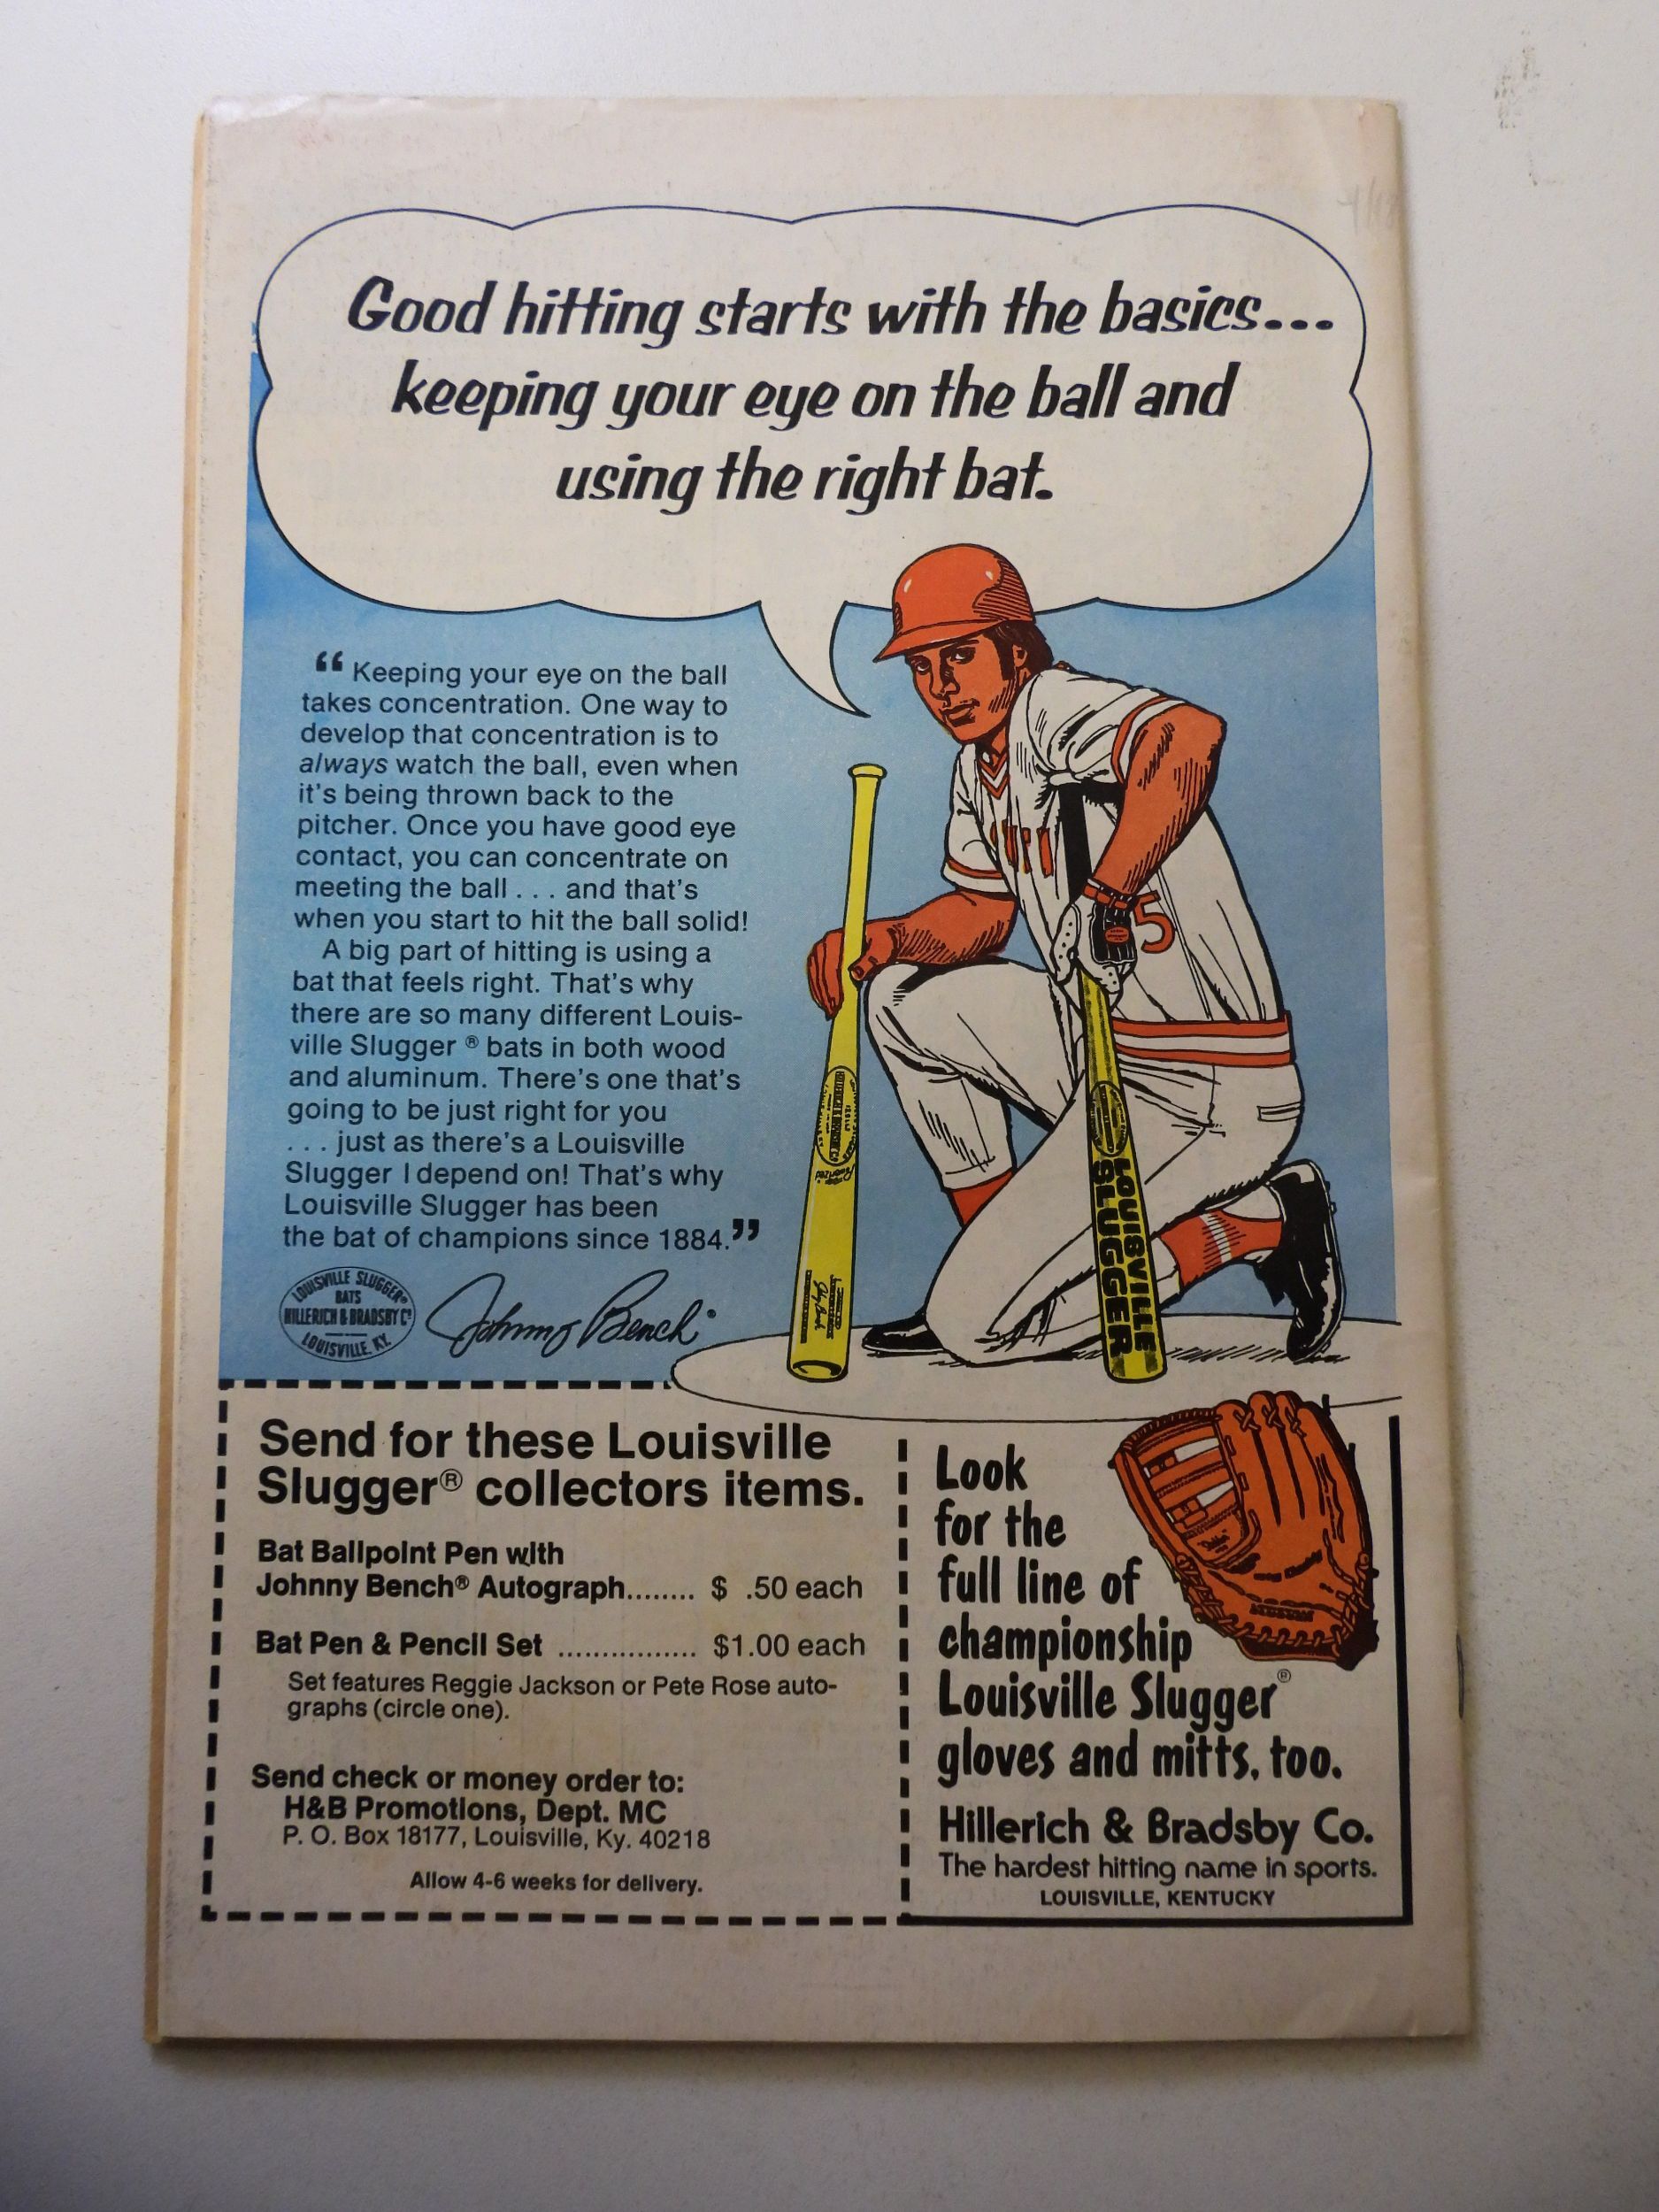 Good hitting starts with the basics...
keeping your eye on the ball and
using the right bat.
“Keeping your eye on the ball
takes concentration. One way to
develop that concentration is to
always watch the ball, even when
it's being thrown back to the
pitcher. Once you have good eye
contact, you can concentrate on
meeting the ball . . . and that's
when you start to hit the ball solid!
A big part of hitting is using a
bat that feels right. That's why
there are so many different Louis-
ville Slugger ® bats in both wood
and aluminum. There's one that's
going to be just right for you
. . . just as there's a Louisville
Slugger I depend on! That's why
Louisville Slugger has been
the bat of champions since 1884.”
LOUISVILLE SLUGGER®
BATS
HILLERICH & BRADSBY Cº
LOUISVILLE, KY.
Johnny Bench
5
LOUISVILLE
SLUGGER
Send for these Louisville
Slugger® collectors items.
Bat Ballpoint Pen with
Johnny Bench® Autograph........ $ .50 each
Bat Pen & Pencil Set ................ $1.00 each
Set features Reggie Jackson or Pete Rose auto-
graphs (circle one).
Send check or money order to:
H&B Promotions, Dept. MC
P. O. Box 18177, Louisville, Ky. 40218
Allow 4-6 weeks for delivery.
Look
for the
full line of
championship
Louisville Slugger®
gloves and mitts, too.
Hillerich & Bradsby Co.
The hardest hitting name in sports.
LOUISVILLE, KENTUCKY